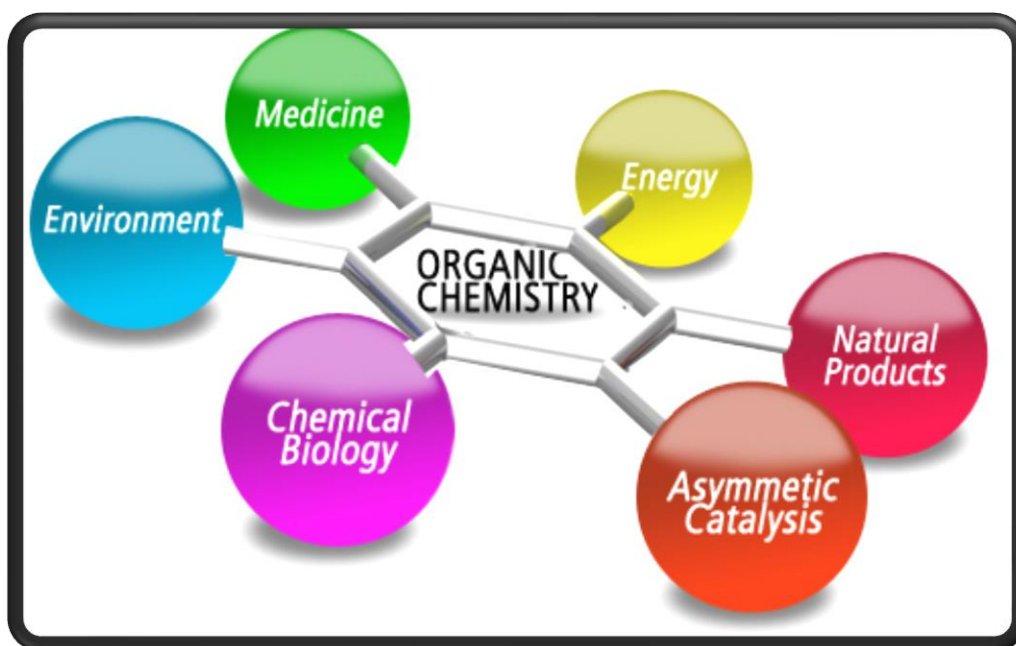 Medicine
Energy
Environment
ORGANIC
CHEMISTRY
Natural
Products
Chemical
Biology
Asymmetic
Catalysis